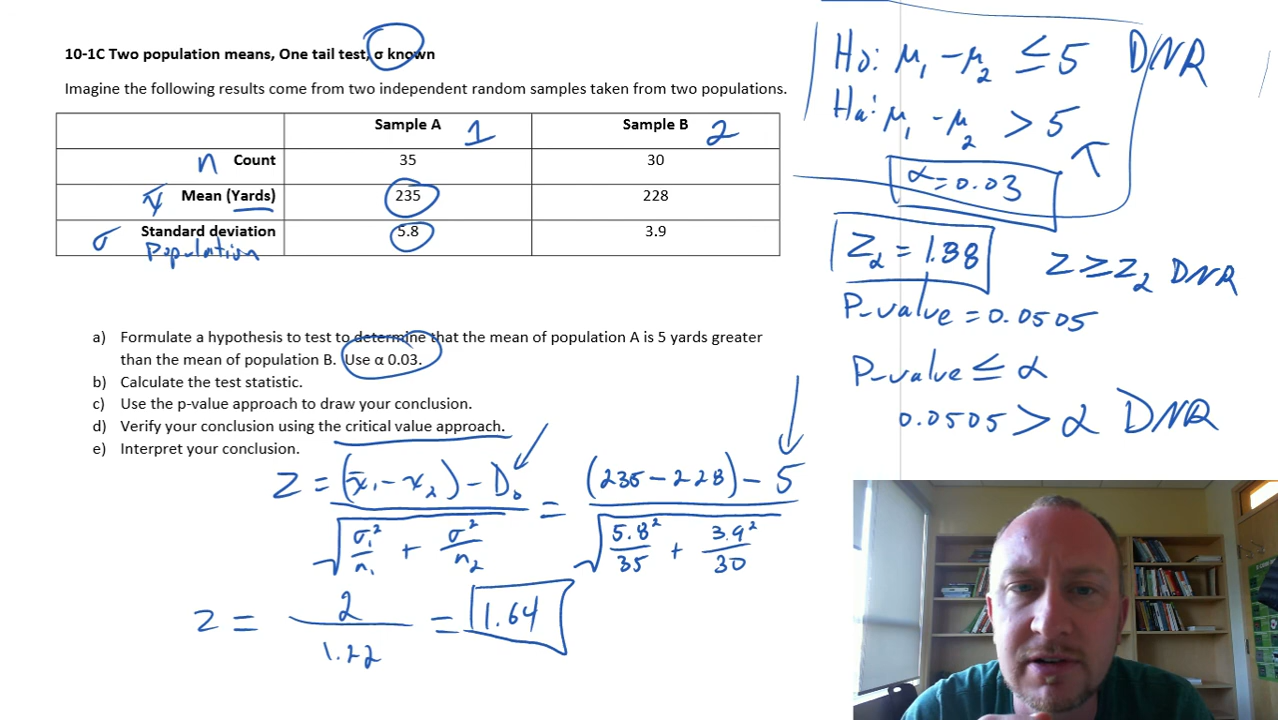 10-1C Two population means, One tail test, σ known
Imagine the following results come from two independent random samples taken from two populations.
Sample A 1 Sample B 2
n Count 35 30
x̄ Mean (Yards) 235 228
σ Standard deviation 5.8 3.9
Population
a) Formulate a hypothesis to test to determine that the mean of population A is 5 yards greater
than the mean of population B. Use α 0.03.
b) Calculate the test statistic.
c) Use the p-value approach to draw your conclusion.
d) Verify your conclusion using the critical value approach.
e) Interpret your conclusion.
Z = (x̄₁ - x₂) - D₀ / √(σ₁²/n₁ + σ²/n₂) = (235 - 228) - 5 / √(5.8²/35 + 3.9²/30)
z = 2 / 1.22 = 1.64
Ho: μ₁ - μ₂ ≤ 5 DNR
Ha: μ₁ - μ₂ > 5
α = 0.03
Z₂ = 1.88 Z ≥ Z₂ DNR
P-value = 0.0505
P-value ≤ α
0.0505 > α DNR